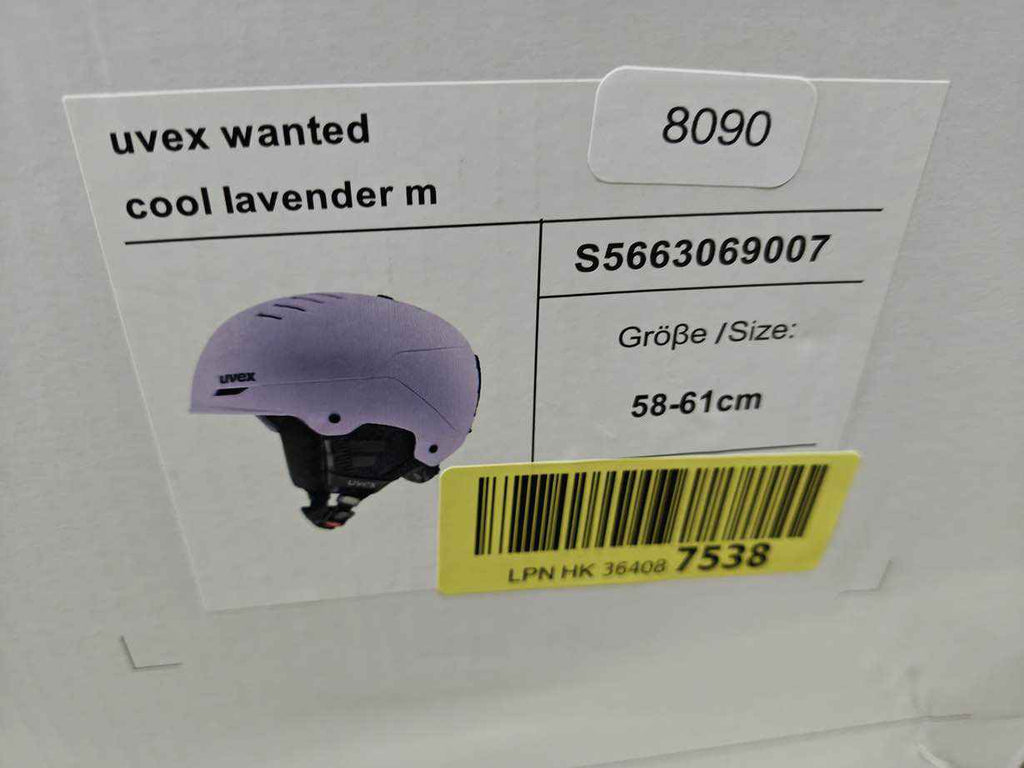 uvex wanted
8090
cool lavender m
S5663069007
Größe /Size:
58-61cm
uvex
uvex
LPN HK 36408 7538